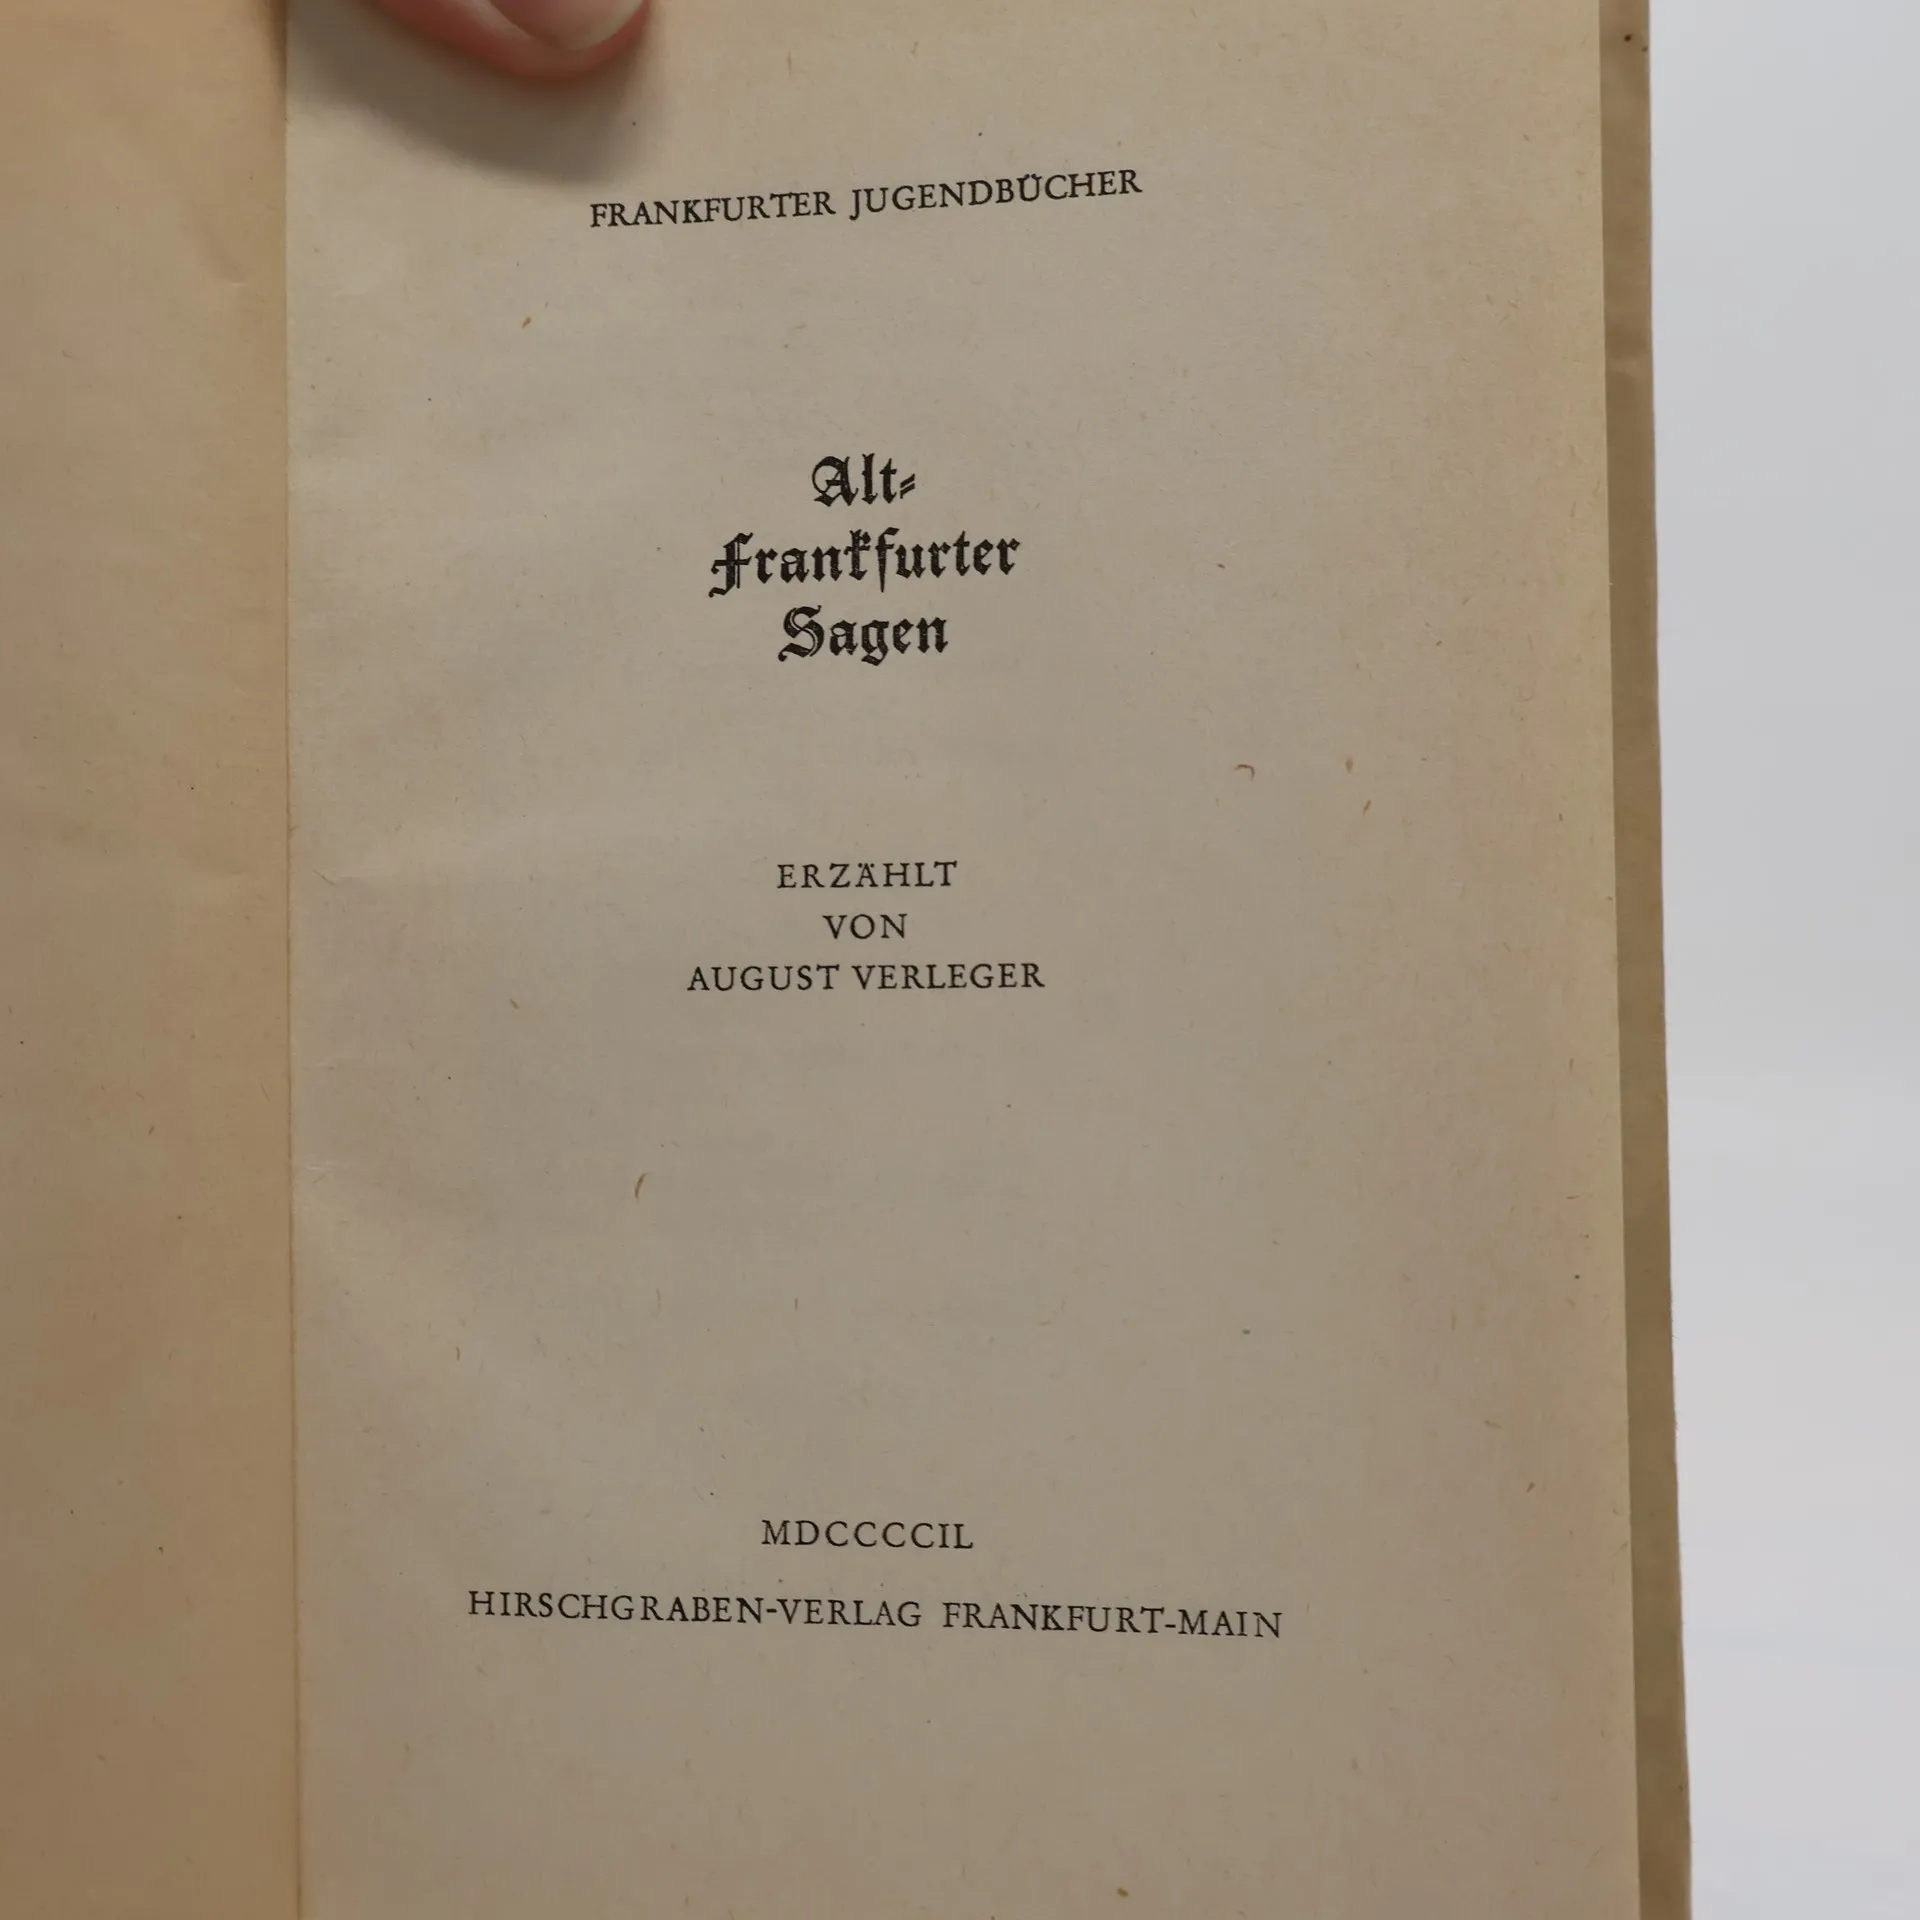 FRANKFURTER JUGENDBÜCHER
Alt-
Frankfurter
Sagen
ERZÄHLT
VON
AUGUST VERLEGER
MDCCCCIL
HIRSCHGRABEN-VERLAG FRANKFURT-MAIN